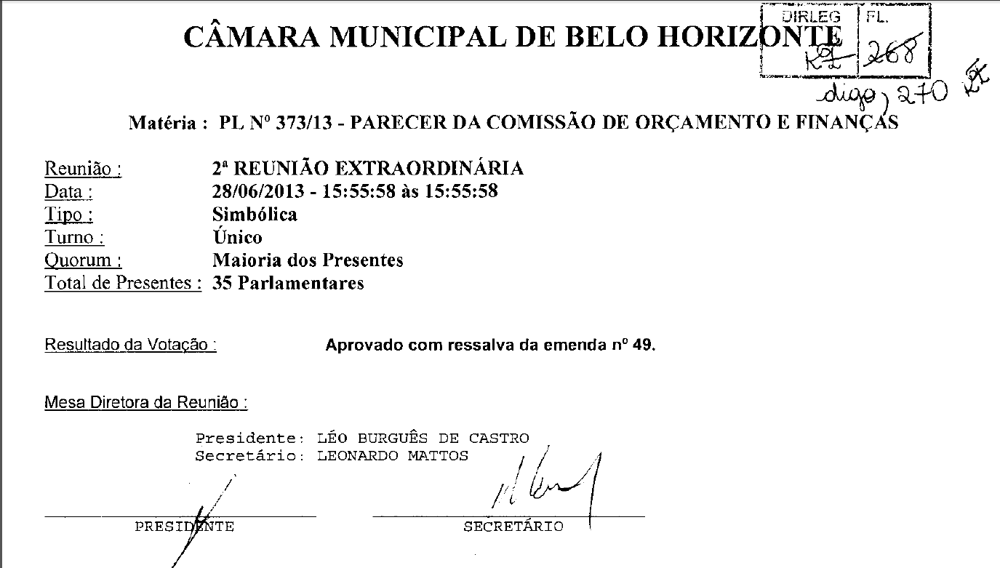 DIRLEG FL.
CÂMARA MUNICIPAL DE BELO HORIZONTE
268
digo, 270
Matéria : PL Nº 373/13 - PARECER DA COMISSÃO DE ORÇAMENTO E FINANÇAS
Reunião : 2ª REUNIÃO EXTRAORDINÁRIA
Data : 28/06/2013 - 15:55:58 às 15:55:58
Tipo : Simbólica
Turno : Único
Quorum : Maioria dos Presentes
Total de Presentes : 35 Parlamentares
Resultado da Votação : Aprovado com ressalva da emenda nº 49.
Mesa Diretora da Reunião :
Presidente: LÉO BURGUÊS DE CASTRO
Secretário: LEONARDO MATTOS
PRESIDENTE SECRETÁRIO